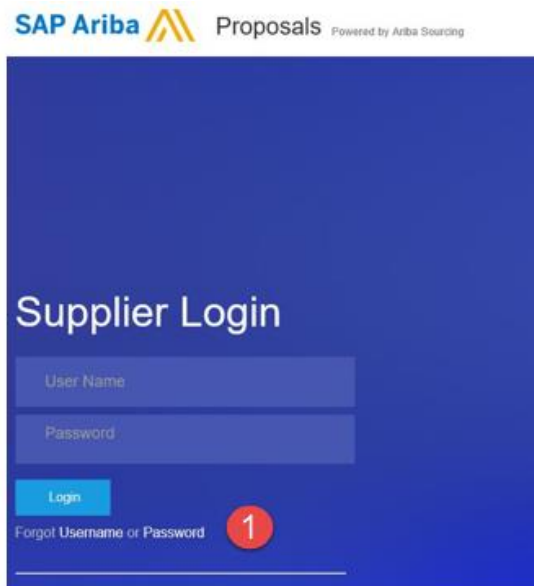 SAP Ariba Proposals Powered by Ariba Sourcing
Supplier Login
User Name
Password
Login
Forgot Username or Password 1